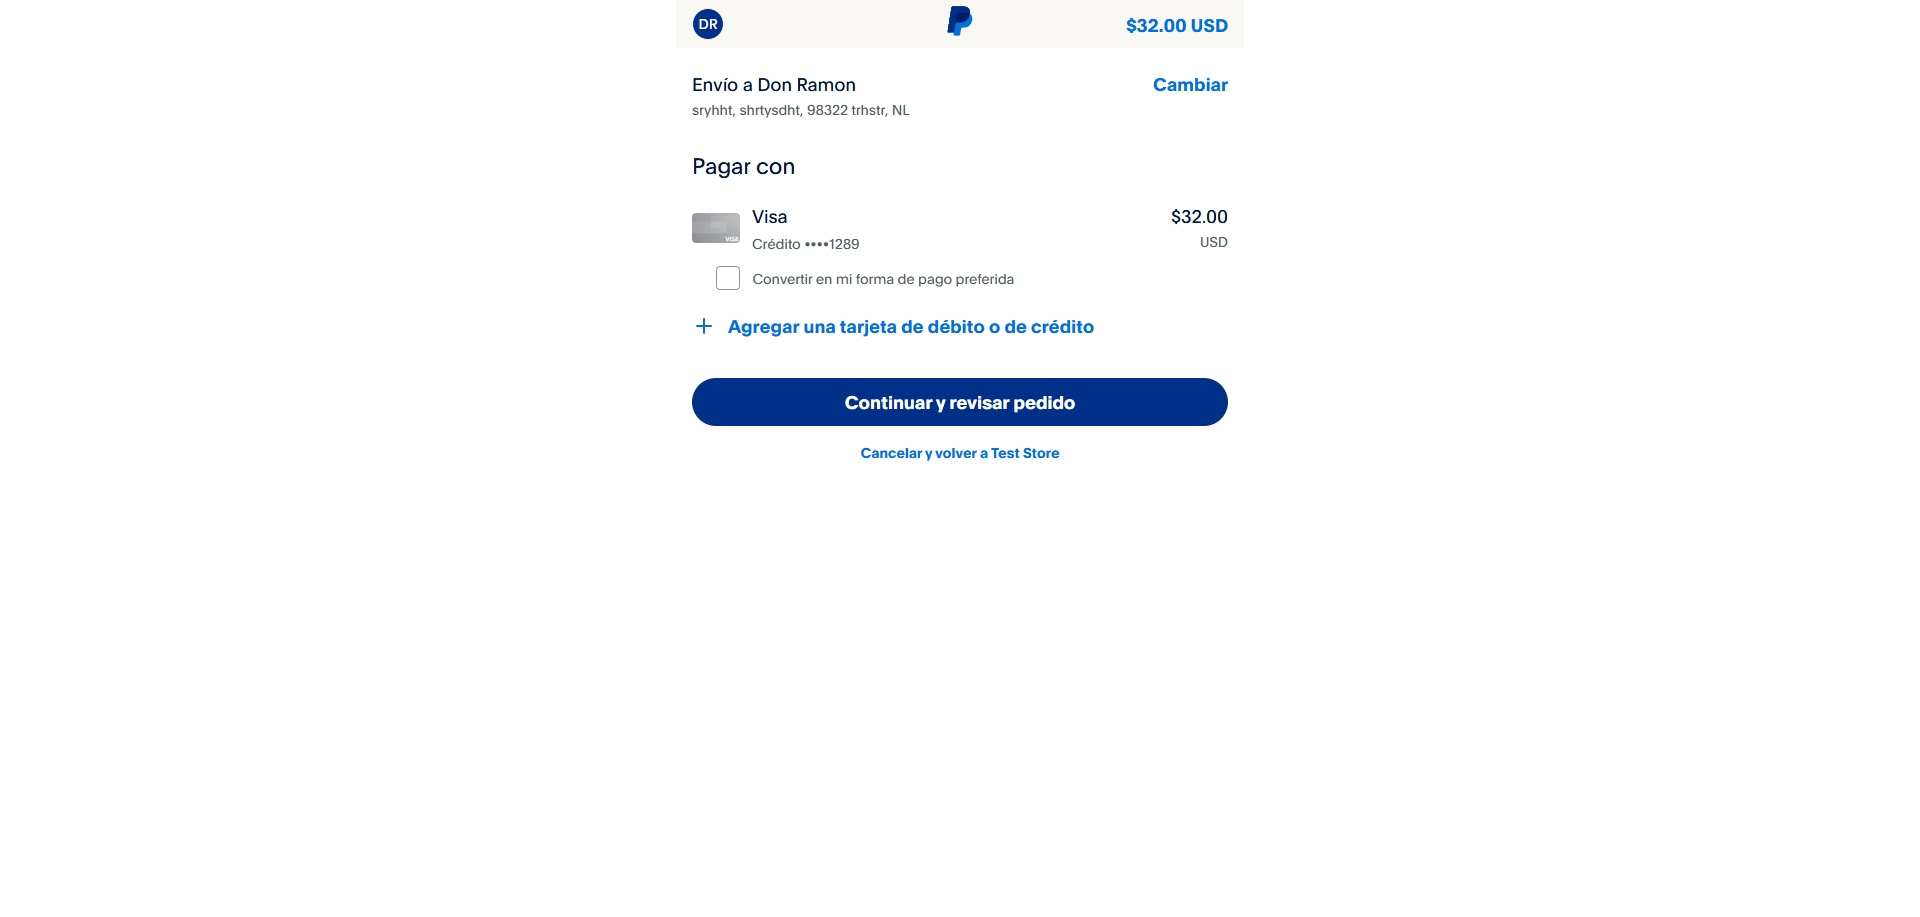 DR
$32.00 USD
Envío a Don Ramon
Cambiar
sryhht, shrtysdht, 98322 trhstr, NL
Pagar con
Visa
$32.00
VISA
Crédito ••••1289
USD
Convertir en mi forma de pago preferida
+ Agregar una tarjeta de débito o de crédito
Continuar y revisar pedido
Cancelar y volver a Test Store